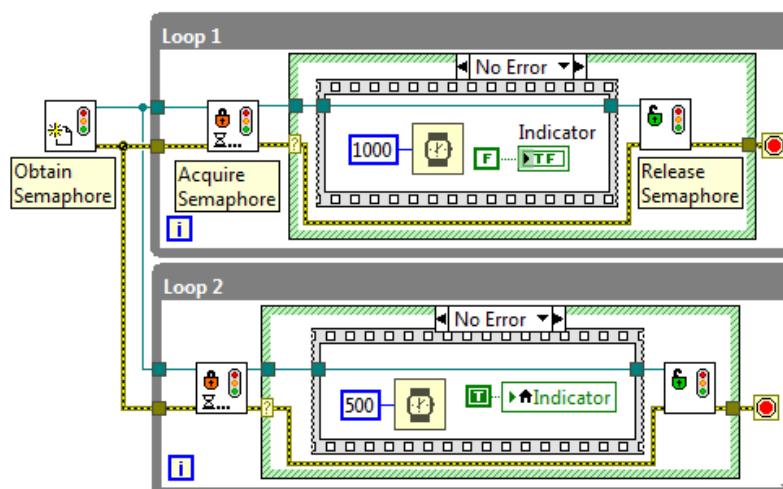 Loop 1
No Error
Indicator
1000
F
TF
Obtain
Semaphore
Acquire
Semaphore
Release
Semaphore
?
i
Loop 2
No Error
500
T
Indicator
?
i